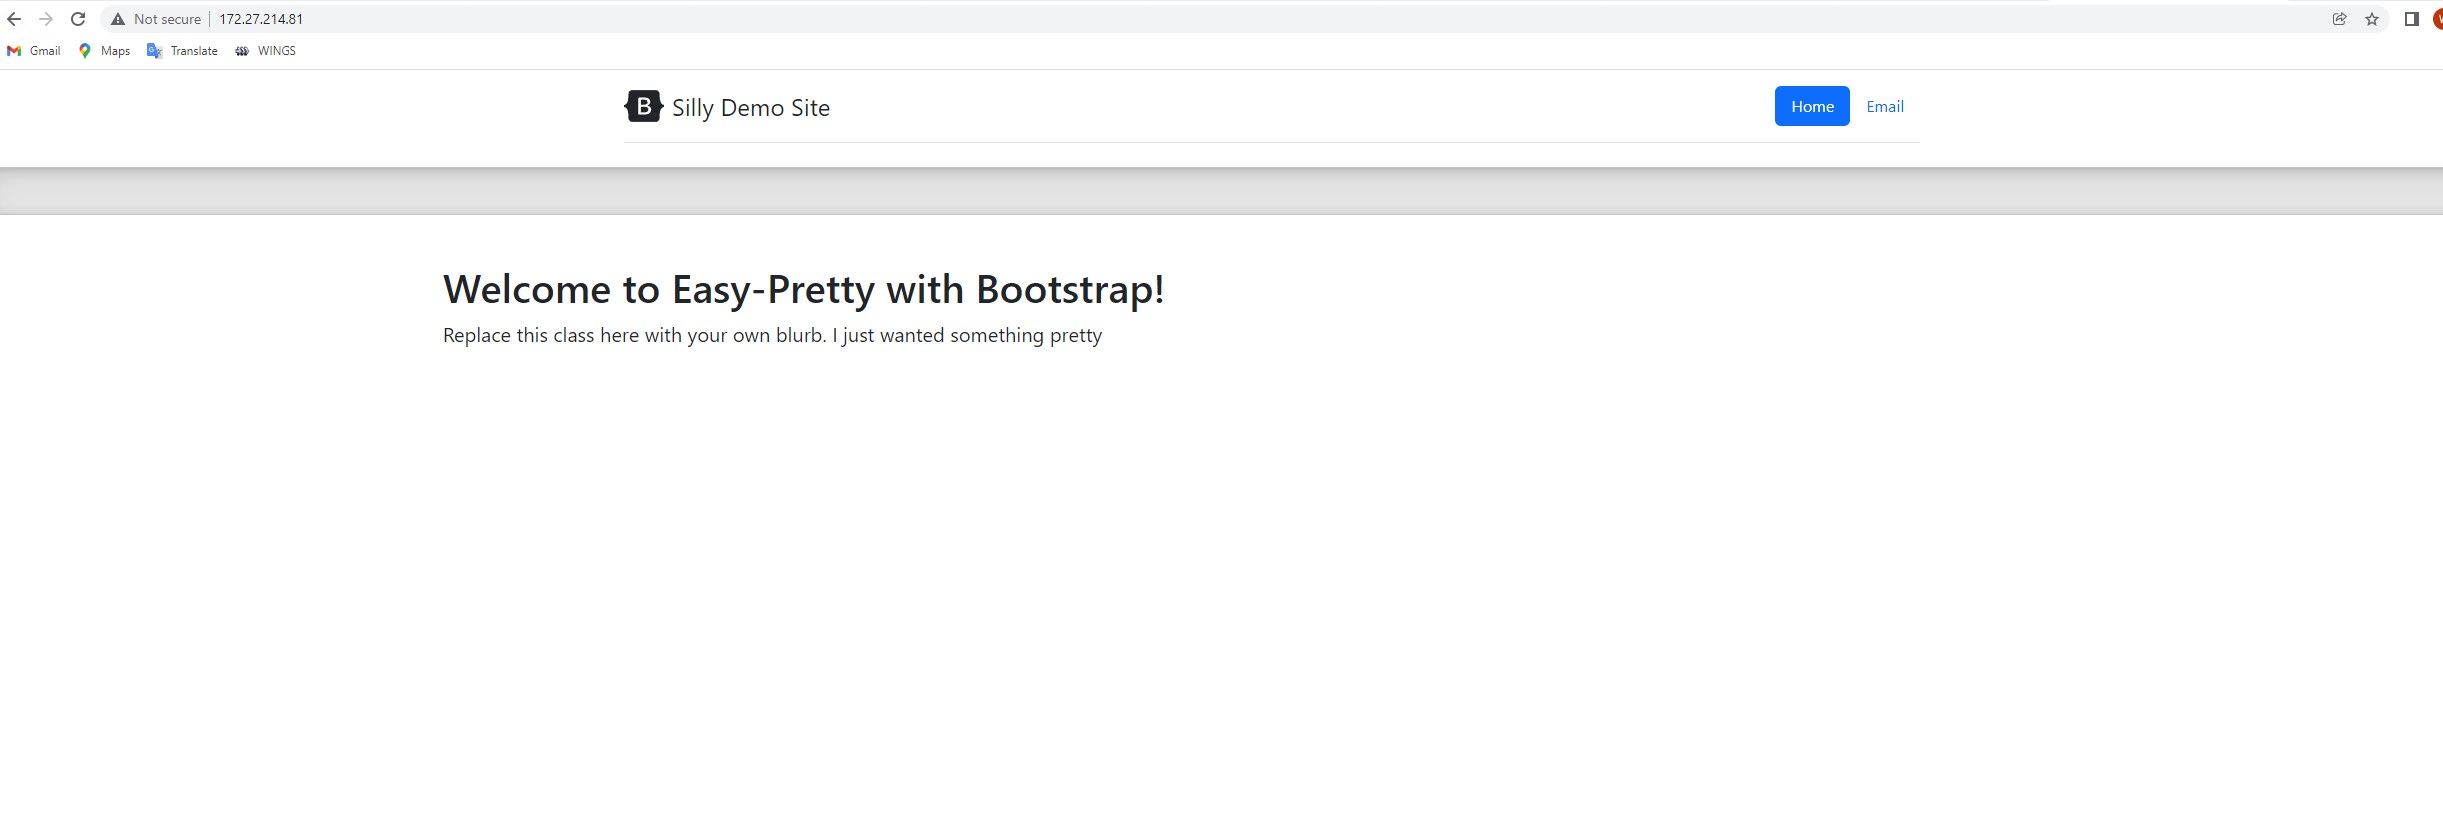 Not secure 172.27.214.81
Gmail Maps Translate WINGS
B Silly Demo Site Home Email
Welcome to Easy-Pretty with Bootstrap!
Replace this class here with your own blurb. I just wanted something pretty